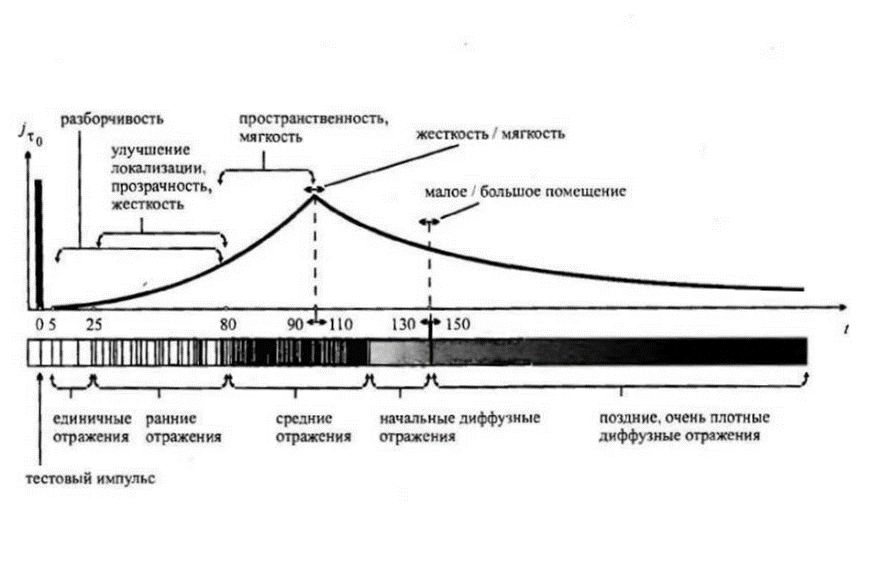 разборчивость
пространственность,
мягкость
j τ0
жесткость / мягкость
улучшение
локализации,
прозрачность,
жесткость
малое / большое помещение
0 5 25 80 90 110 130 150 t
единичные
отражения
ранние
отражения
средние
отражения
начальные диффузные
отражения
поздние, очень плотные
диффузные отражения
тестовый импульс